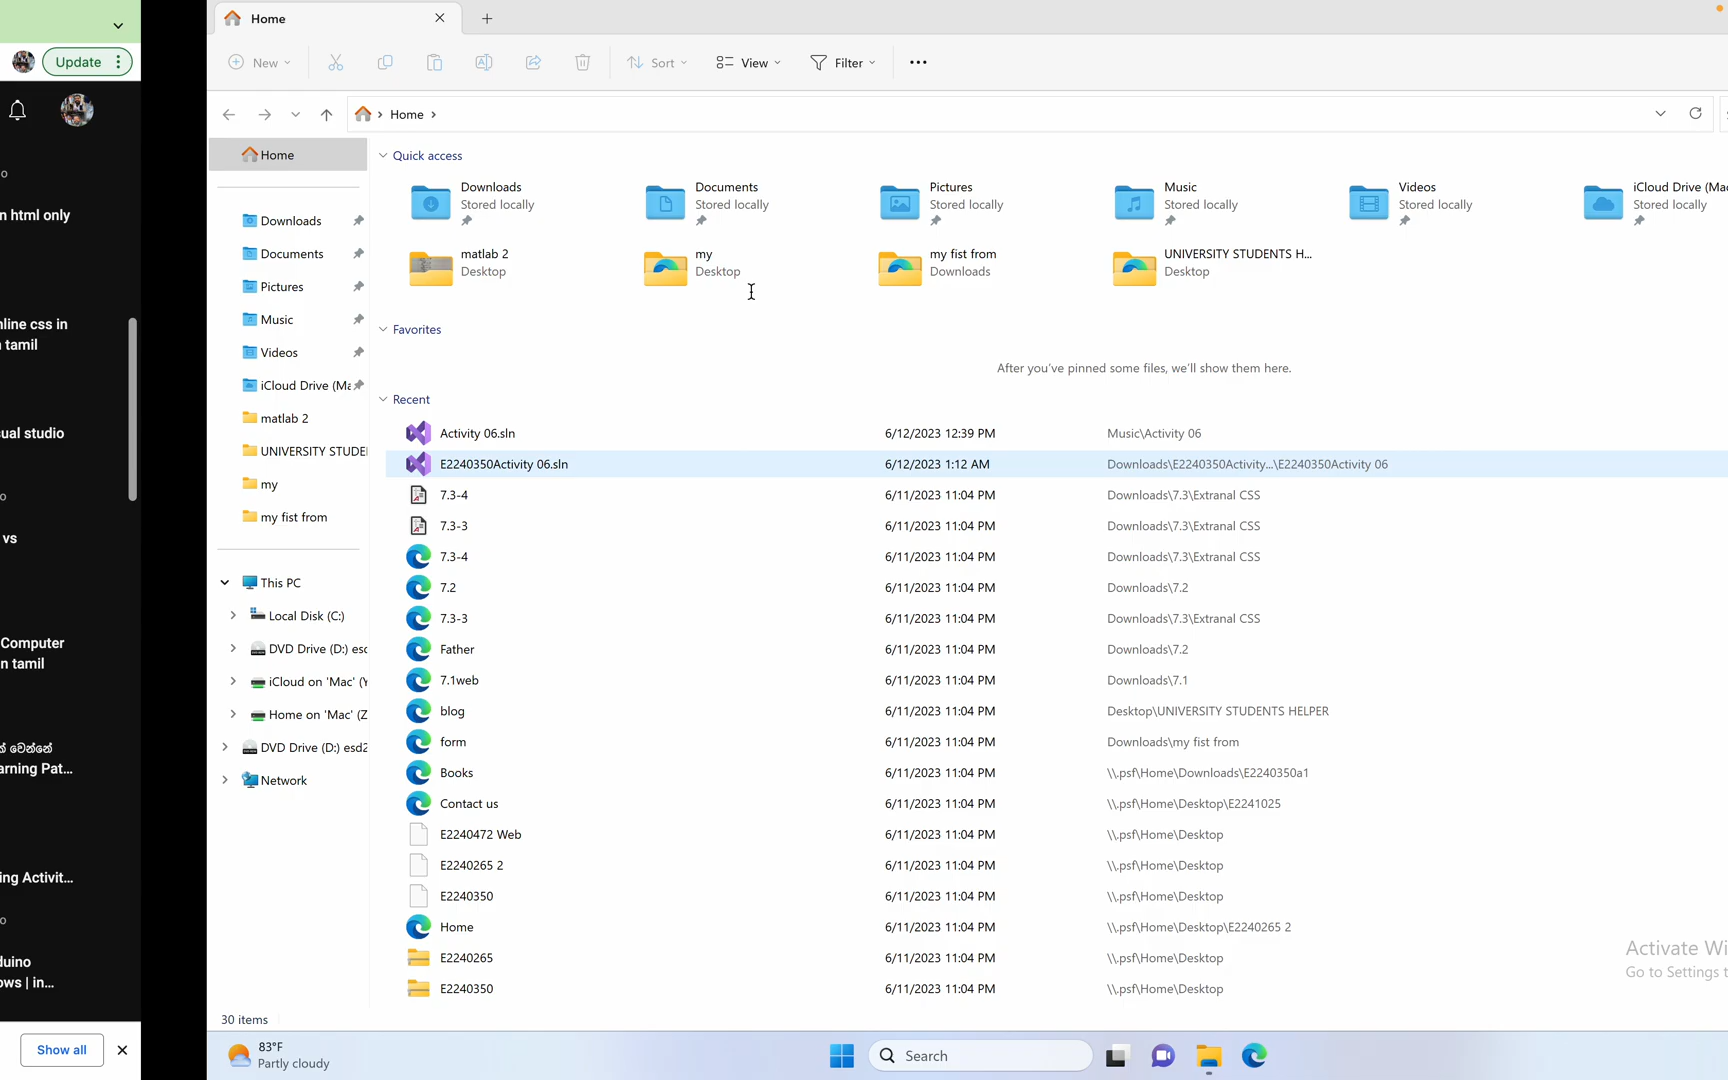 Update
n html only
nline css in
n tamil
sual studio
vs
Computer
n tamil
ක් වෙන්නේ
arning Pat...
ing Activit...
duino
ows | in...
Show all
Home
New
Sort
View
Filter
Home
Home
Downloads
Documents
Pictures
Music
Videos
iCloud Drive (Ma
matlab 2
UNIVERSITY STUDE
my
my fist from
This PC
Local Disk (C:)
DVD Drive (D:) esd
iCloud on 'Mac' (Y
Home on 'Mac' (Z
DVD Drive (D:) esd2
Network
Quick access
Downloads
Stored locally
Documents
Stored locally
Pictures
Stored locally
Music
Stored locally
Videos
Stored locally
iCloud Drive (Mac
Stored locally
matlab 2
Desktop
my
Desktop
my fist from
Downloads
UNIVERSITY STUDENTS H...
Desktop
Favorites
After you've pinned some files, we'll show them here.
Recent
Activity 06.sln 6/12/2023 12:39 PM Music\Activity 06
E2240350Activity 06.sln 6/12/2023 1:12 AM Downloads\E2240350Activity...\E2240350Activity 06
7.3-4 6/11/2023 11:04 PM Downloads\7.3\Extranal CSS
7.3-3 6/11/2023 11:04 PM Downloads\7.3\Extranal CSS
7.3-4 6/11/2023 11:04 PM Downloads\7.3\Extranal CSS
7.2 6/11/2023 11:04 PM Downloads\7.2
7.3-3 6/11/2023 11:04 PM Downloads\7.3\Extranal CSS
Father 6/11/2023 11:04 PM Downloads\7.2
7.1web 6/11/2023 11:04 PM Downloads\7.1
blog 6/11/2023 11:04 PM Desktop\UNIVERSITY STUDENTS HELPER
form 6/11/2023 11:04 PM Downloads\my fist from
Books 6/11/2023 11:04 PM \\.psf\Home\Downloads\E2240350a1
Contact us 6/11/2023 11:04 PM \\.psf\Home\Desktop\E2241025
E2240472 Web 6/11/2023 11:04 PM \\.psf\Home\Desktop
E2240265 2 6/11/2023 11:04 PM \\.psf\Home\Desktop
E2240350 6/11/2023 11:04 PM \\.psf\Home\Desktop
Home 6/11/2023 11:04 PM \\.psf\Home\Desktop\E2240265 2
E2240265 6/11/2023 11:04 PM \\.psf\Home\Desktop
E2240350 6/11/2023 11:04 PM \\.psf\Home\Desktop
Activate Wi
Go to Settings t
30 items
83°F
Partly cloudy
Search